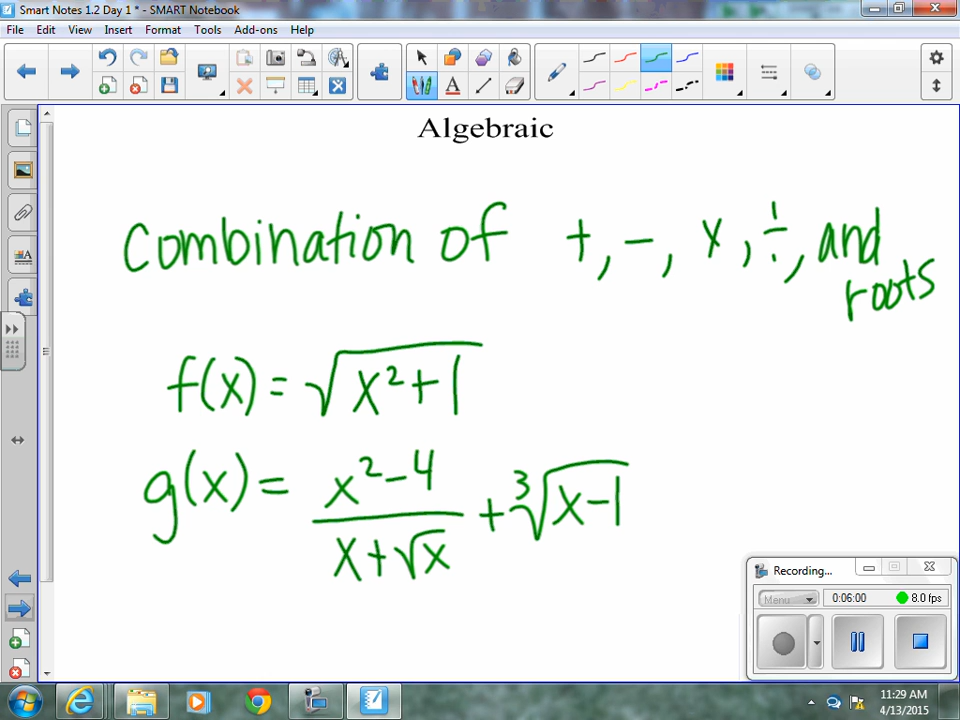 Smart Notes 1.2 Day 1 * - SMART Notebook
File Edit View Insert Format Tools Add-ons Help
Algebraic
Combination of +, −, x, ÷, and
roots
f(x) = √(x²+1)
g(x) = (x²−4)/(x+√x) + ∛(x−1)
Recording...
Menu 0:06:00 8.0 fps
11:29 AM
4/13/2015